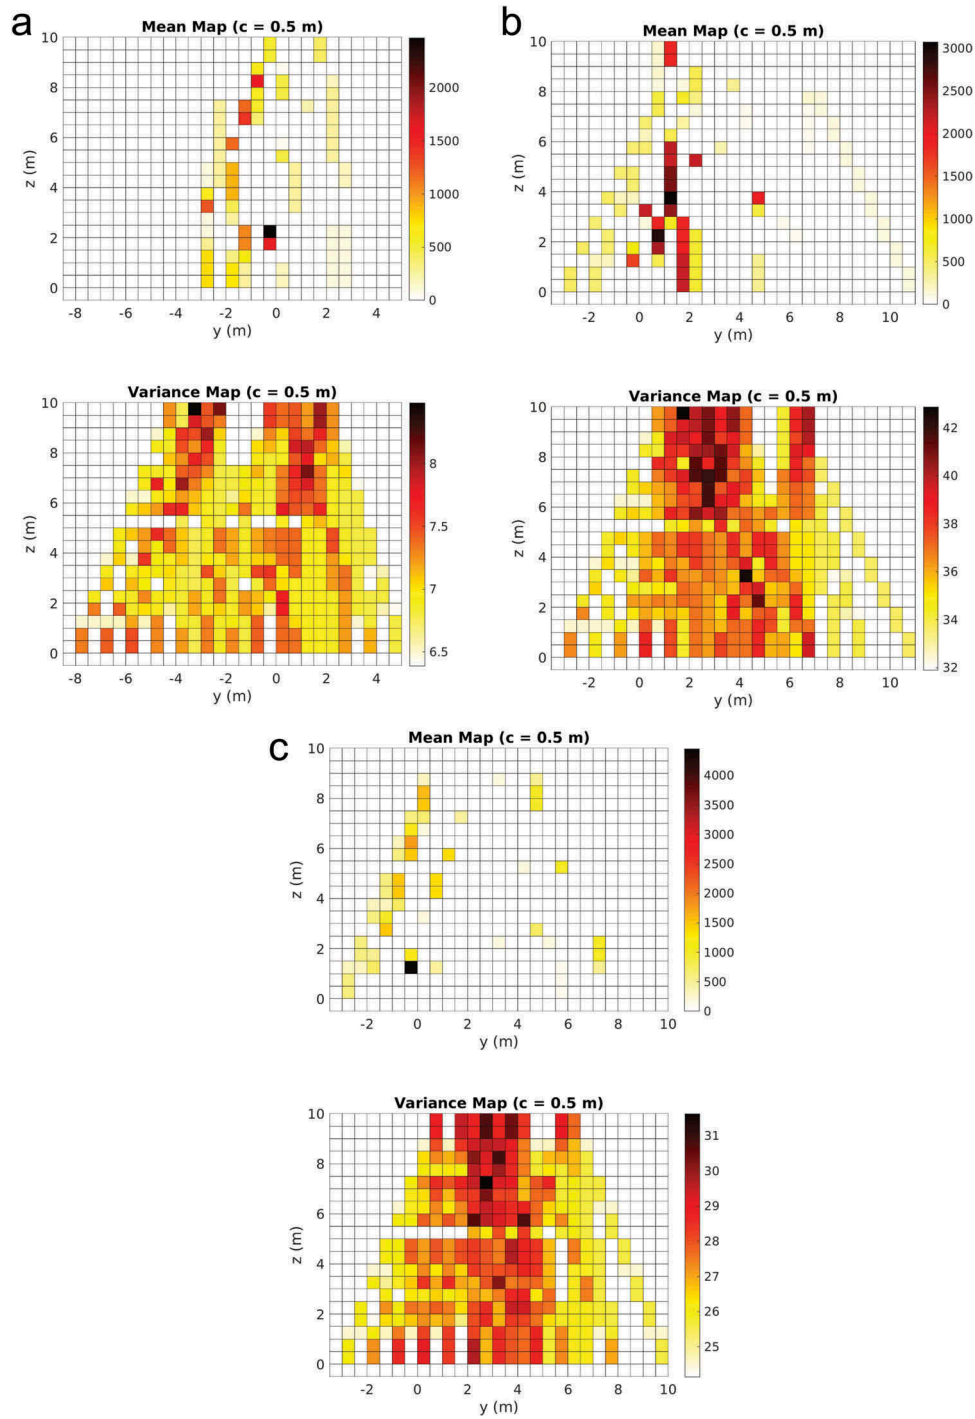 a
Mean Map (c = 0.5 m)
10
8
6
4
2
0
z (m)
-8 -6 -4 -2 0 2 4
y (m)
2000
1500
1000
500
0
b
Mean Map (c = 0.5 m)
10
8
6
4
2
0
z (m)
-2 0 2 4 6 8 10
y (m)
3000
2500
2000
1500
1000
500
0
Variance Map (c = 0.5 m)
10
8
6
4
2
0
z (m)
-8 -6 -4 -2 0 2 4
y (m)
8
7.5
7
6.5
Variance Map (c = 0.5 m)
10
8
6
4
2
0
z (m)
-2 0 2 4 6 8 10
y (m)
42
40
38
36
34
32
c
Mean Map (c = 0.5 m)
10
8
6
4
2
0
z (m)
-2 0 2 4 6 8 10
y (m)
4000
3500
3000
2500
2000
1500
1000
500
0
Variance Map (c = 0.5 m)
10
8
6
4
2
0
z (m)
-2 0 2 4 6 8 10
y (m)
31
30
29
28
27
26
25